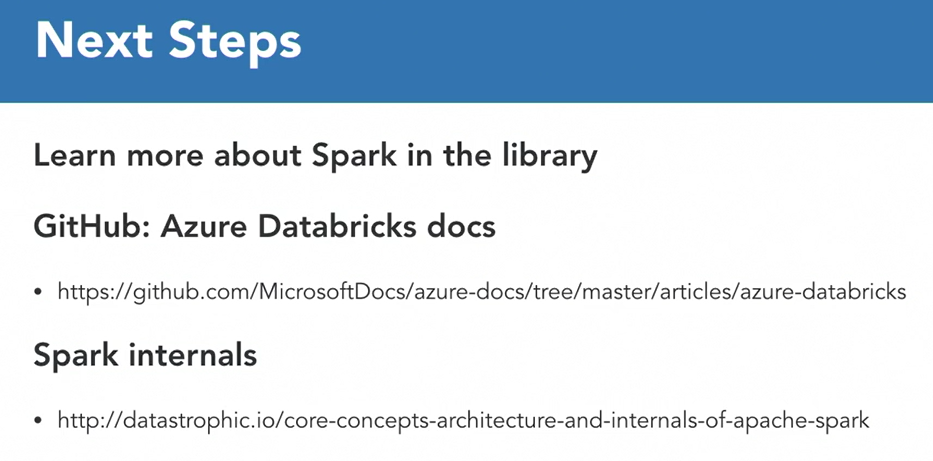 Next Steps
Learn more about Spark in the library
GitHub: Azure Databricks docs
• https://github.com/MicrosoftDocs/azure-docs/tree/master/articles/azure-databricks
Spark internals
• http://datastrophic.io/core-concepts-architecture-and-internals-of-apache-spark